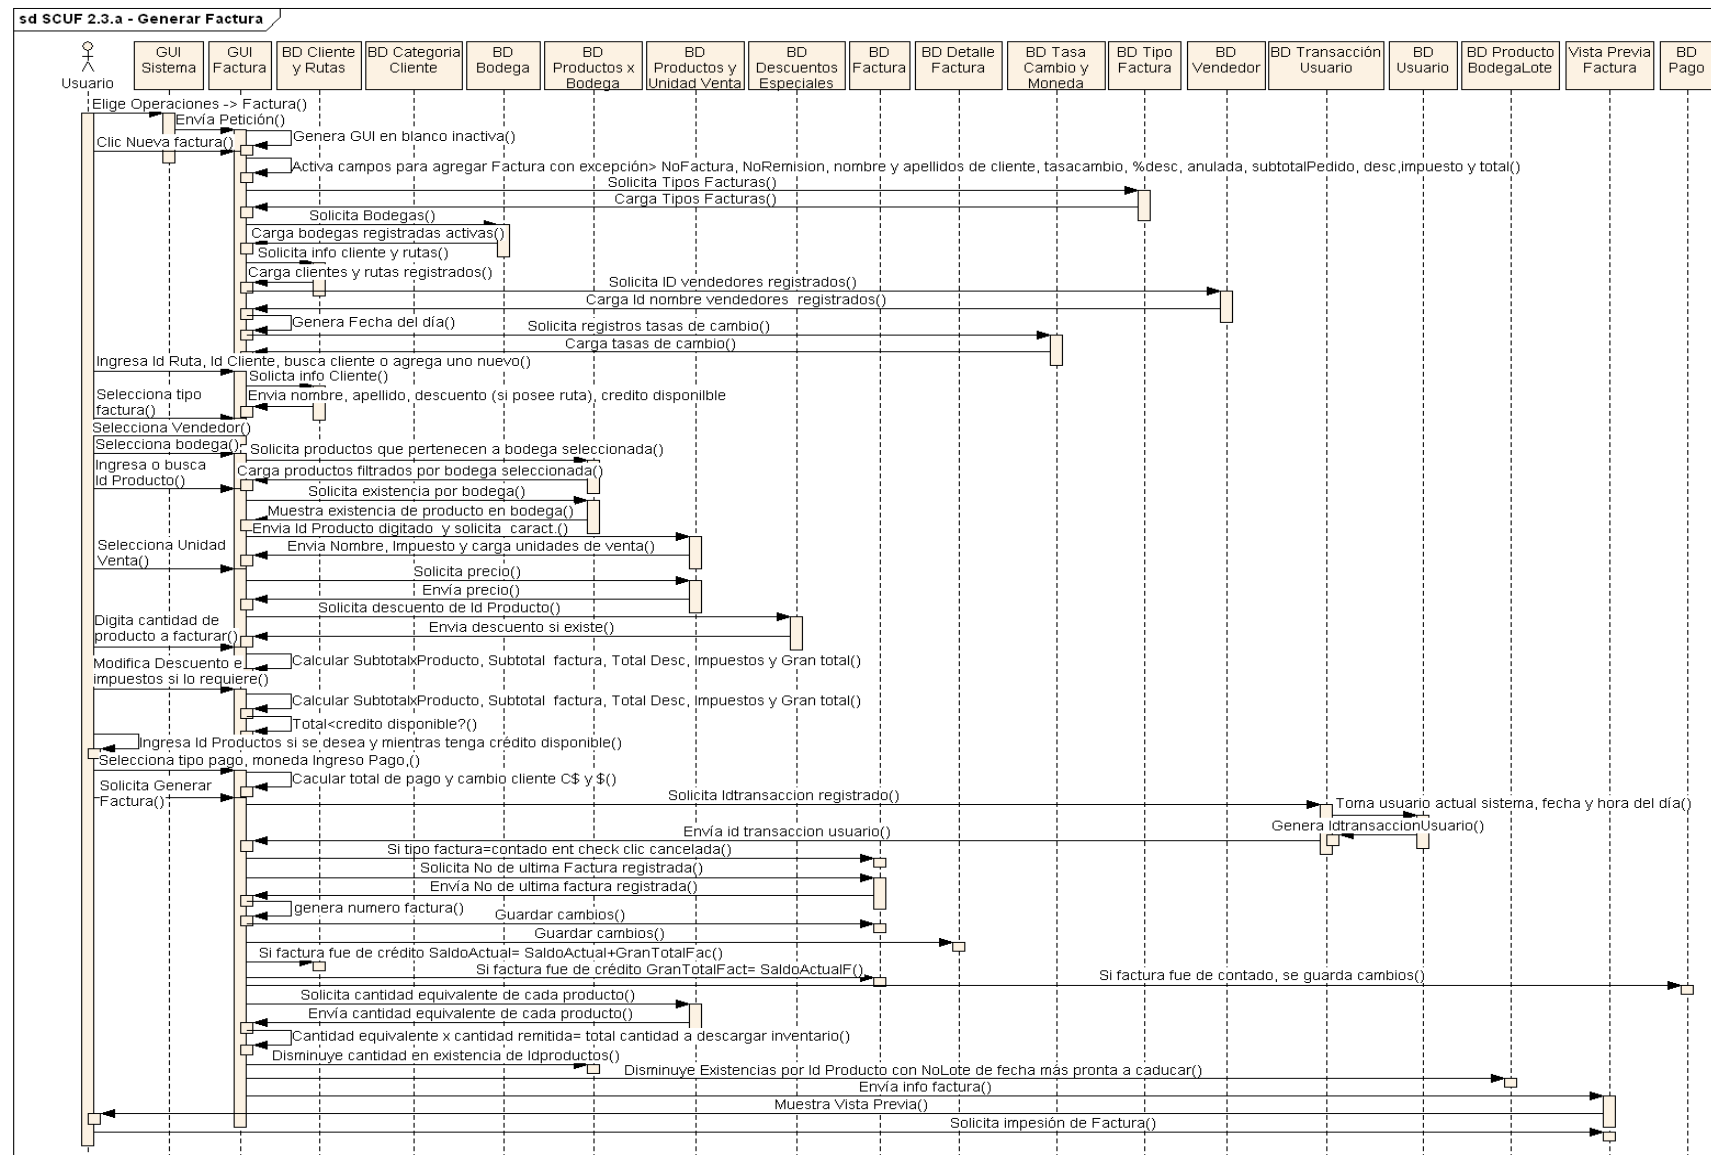 sd SCUF 2.3.a - Generar Factura
Usuario
GUI
Sistema
GUI
Factura
BD Cliente
y Rutas
BD Categoria
Cliente
BD
Bodega
BD
Productos x
Bodega
BD
Productos y
Unidad Venta
BD
Descuentos
Especiales
BD
Factura
BD Detalle
Factura
BD Tasa
Cambio y
Moneda
BD Tipo
Factura
BD
Vendedor
BD Transacción
Usuario
BD
Usuario
BD Producto
BodegaLote
Vista Previa
Factura
BD
Pago
Elige Operaciones -> Factura()
Envía Petición()
Genera GUI en blanco inactiva()
Clic Nueva factura()
Activa campos para agregar Factura con excepción> NoFactura, NoRemision, nombre y apellidos de cliente, tasacambio, %desc, anulada, subtotalPedido, desc,impuesto y total()
Solicita Tipos Facturas()
Carga Tipos Facturas()
Solicita Bodegas()
Carga bodegas registradas activas()
Solicita info cliente y rutas()
Carga clientes y rutas registrados()
Solicita ID vendedores registrados()
Carga Id nombre vendedores  registrados()
Genera Fecha del día()
Solicita registros tasas de cambio()
Carga tasas de cambio()
Ingresa Id Ruta, Id Cliente, busca cliente o agrega uno nuevo()
Solicta info Cliente()
Envia nombre, apellido, descuento (si posee ruta), credito disponilble
Selecciona tipo
factura()
Selecciona Vendedor()
Selecciona bodega()
Solicita productos que pertenecen a bodega seleccionada()
Ingresa o busca
Id Producto()
Carga productos filtrados por bodega seleccionada()
Solicita existencia por bodega()
Muestra existencia de producto en bodega()
Envia Id Producto digitado  y solicita  caract.()
Selecciona Unidad
Venta()
Envia Nombre, Impuesto y carga unidades de venta()
Solicita precio()
Envía precio()
Solicita descuento de Id Producto()
Digita cantidad de
producto a facturar()
Envia descuento si existe()
Calcular SubtotalxProducto, Subtotal  factura, Total Desc, Impuestos y Gran total()
Modifica Descuento e
impuestos si lo requiere()
Calcular SubtotalxProducto, Subtotal  factura, Total Desc, Impuestos y Gran total()
Total<credito disponible?()
Ingresa Id Productos si se desea y mientras tenga crédito disponible()
Selecciona tipo pago, moneda Ingreso Pago,()
Cacular total de pago y cambio cliente C$ y $()
Solicita Generar
Factura()
Solicita Idtransaccion registrado()
Toma usuario actual sistema, fecha y hora del día()
Genera IdtransaccionUsuario()
Envía id transaccion usuario()
Si tipo factura=contado ent check clic cancelada()
Solicita No de ultima Factura registrada()
Envía No de ultima factura registrada()
genera numero factura()
Guardar cambios()
Guardar cambios()
Si factura fue de crédito SaldoActual= SaldoActual+GranTotalFac()
Si factura fue de crédito GranTotalFact= SaldoActualF()
Si factura fue de contado, se guarda cambios()
Solicita cantidad equivalente de cada producto()
Envía cantidad equivalente de cada producto()
Cantidad equivalente x cantidad remitida= total cantidad a descargar inventario()
Disminuye cantidad en existencia de Idproductos()
Disminuye Existencias por Id Producto con NoLote de fecha más pronta a caducar()
Envía info factura()
Muestra Vista Previa()
Solicita impesión de Factura()